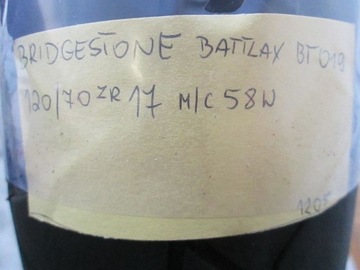 BRIDGESTONE BATTLAX BT019
120/70 ZR 17 M/C 58W
1205